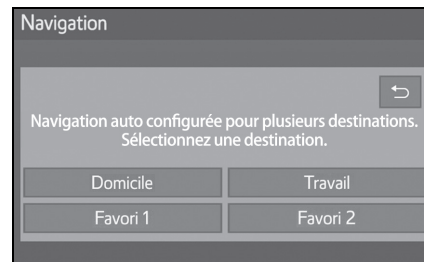 Navigation
Navigation auto configurée pour plusieurs destinations.
Sélectionnez une destination.
Domicile
Travail
Favori 1
Favori 2